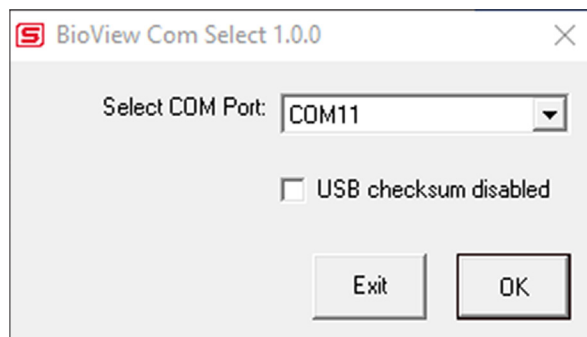 BioView Com Select 1.0.0
Select COM Port: COM11
USB checksum disabled
Exit OK